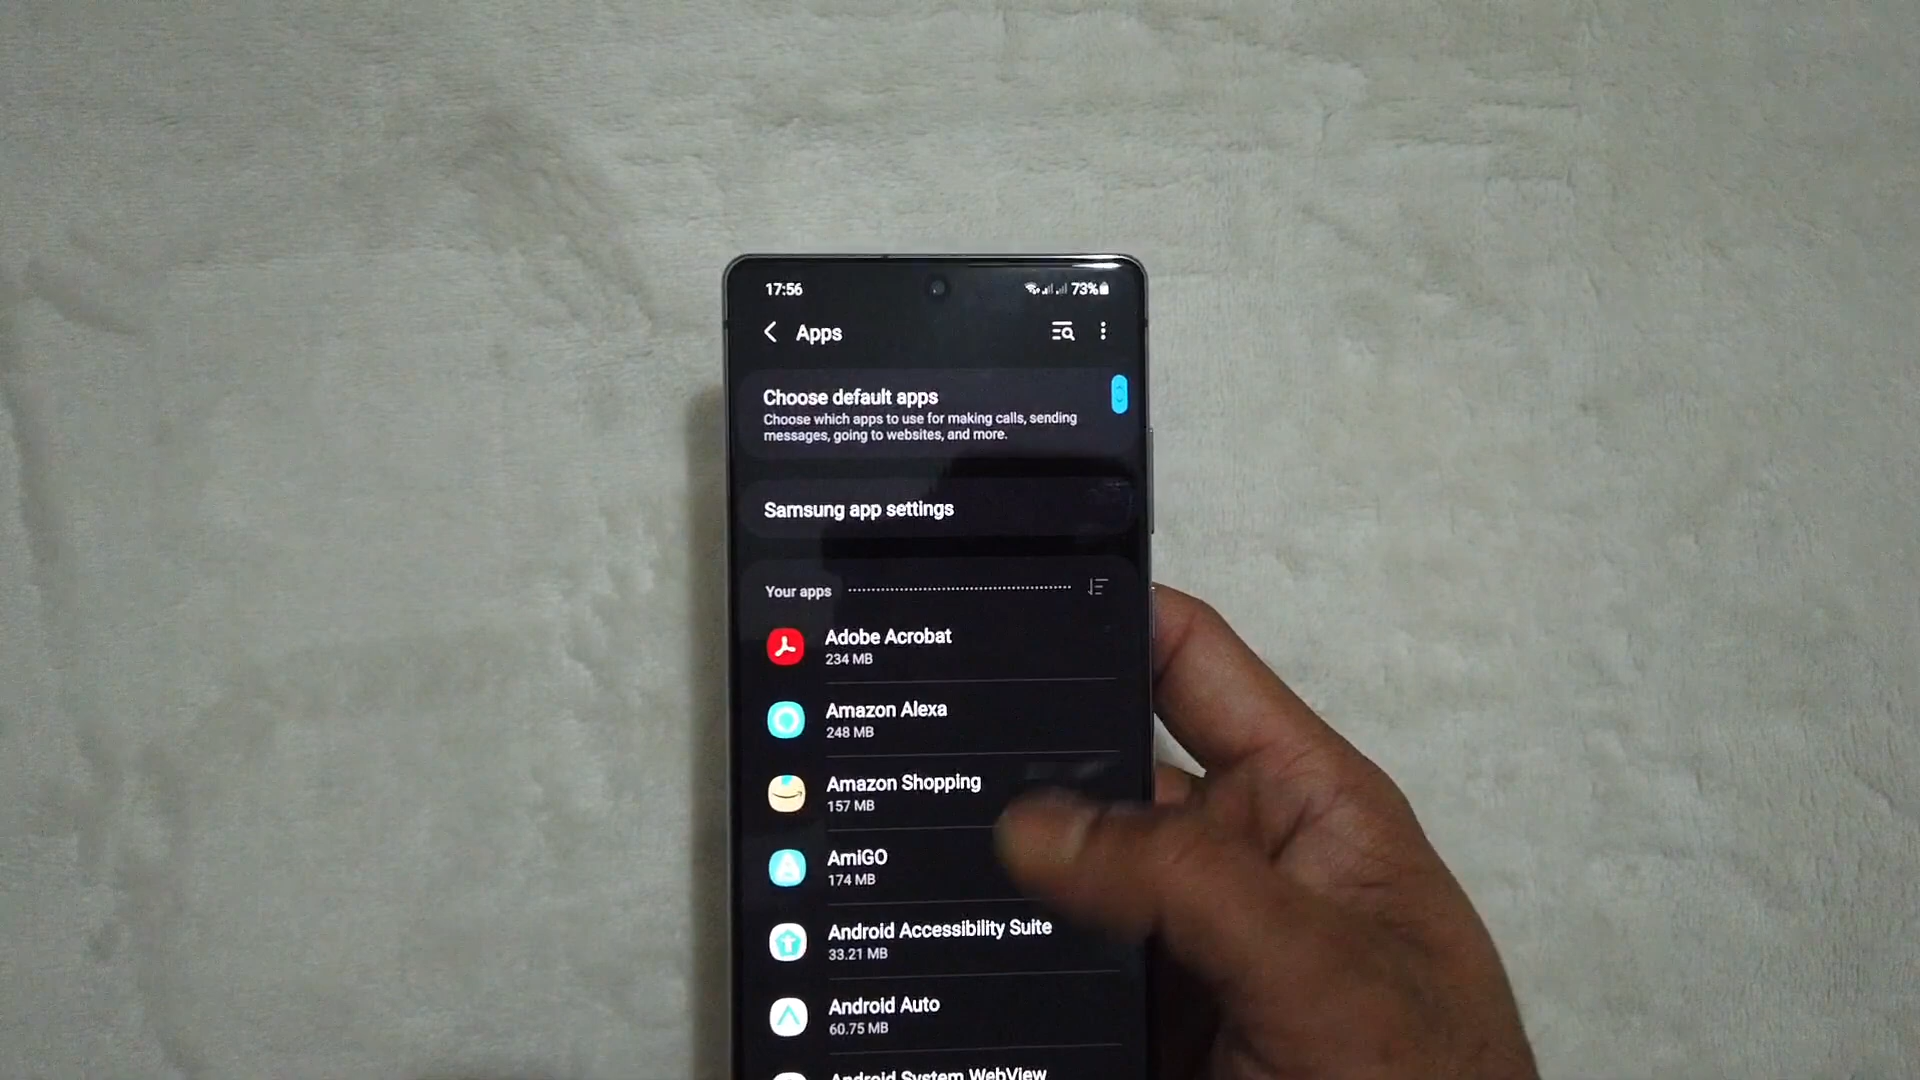 17:56
73%
Apps
Choose default apps
Choose which apps to use for making calls, sending
messages, going to websites, and more.
Samsung app settings
Your apps
Adobe Acrobat
234 MB
Amazon Alexa
248 MB
Amazon Shopping
157 MB
AmiGO
174 MB
Android Accessibility Suite
33.21 MB
Android Auto
60.75 MB
Android System WebView